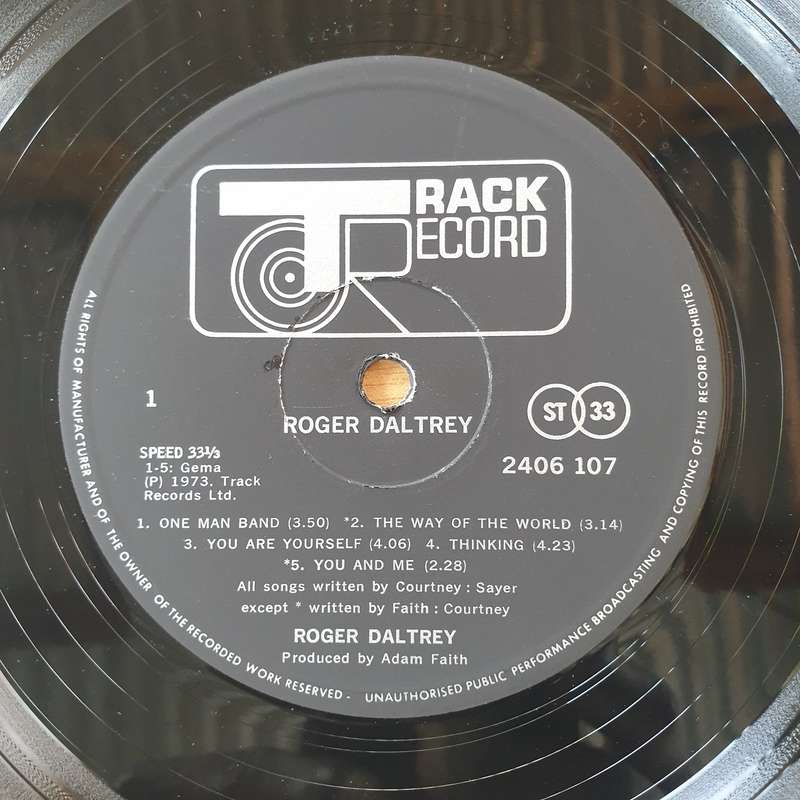 TRACK
RECORD
ROGER DALTREY
1
ST 33
2406 107
SPEED 33⅓
1-5: Gema
(P) 1973. Track
Records Ltd.
1. ONE MAN BAND (3.50) *2. THE WAY OF THE WORLD (3.14)
3. YOU ARE YOURSELF (4.06) 4. THINKING (4.23)
*5. YOU AND ME (2.28)
All songs written by Courtney : Sayer
except * written by Faith : Courtney
ROGER DALTREY
Produced by Adam Faith
ALL RIGHTS OF MANUFACTURER AND OF THE OWNER OF THE RECORDED WORK RESERVED - UNAUTHORISED PUBLIC PERFORMANCE BROADCASTING AND COPYING OF THIS RECORD PROHIBITED